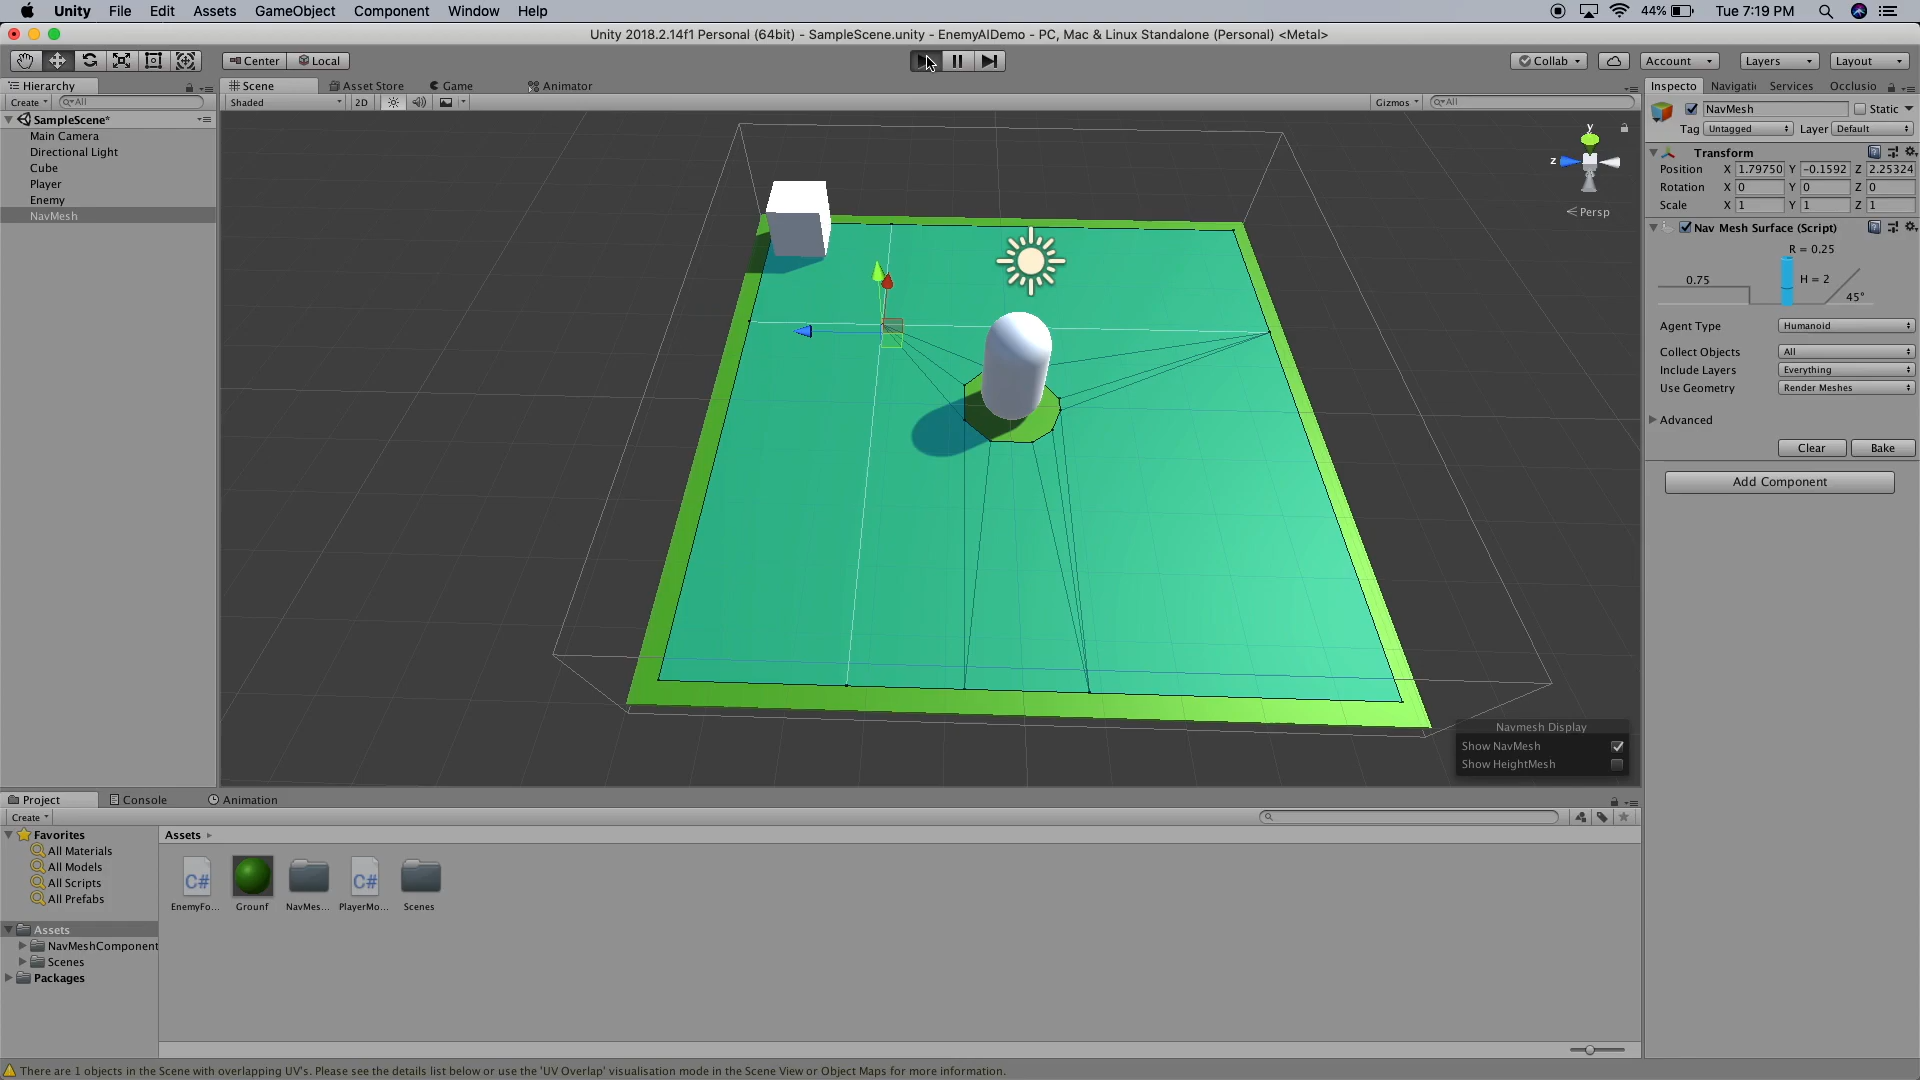 Unity File Edit Assets GameObject Component Window Help 44% Tue 7:19 PM
Unity 2018.2.14f1 Personal (64bit) - SampleScene.unity - EnemyAIDemo - PC, Mac & Linux Standalone (Personal) <Metal>
Center Local Collab Account Layers Layout
Hierarchy Scene Asset Store Game Animator Inspecto Navigati Services Occlusio
Create All Shaded 2D Gizmos All
SampleScene*
Main Camera
Directional Light
Cube
Player
Enemy
NavMesh
y
z
Persp
NavMesh Static
Tag Untagged Layer Default
Transform
Position X 1.79750 Y -0.1592 Z 2.25324
Rotation X 0 Y 0 Z 0
Scale X 1 Y 1 Z 1
Nav Mesh Surface (Script)
R = 0.25
0.75 H = 2
45°
Agent Type Humanoid
Collect Objects All
Include Layers Everything
Use Geometry Render Meshes
Advanced
Clear Bake
Add Component
Navmesh Display
Show NavMesh
Show HeightMesh
Project Console Animation
Create
Favorites
All Materials
All Models
All Scripts
All Prefabs
Assets
NavMeshComponent
Scenes
Packages
Assets
C# C#
EnemyFo... Grounf NavMes... PlayerMo... Scenes
There are 1 objects in the Scene with overlapping UV's. Please see the details list below or use the 'UV Overlap' visualisation mode in the Scene View or Object Maps for more information.